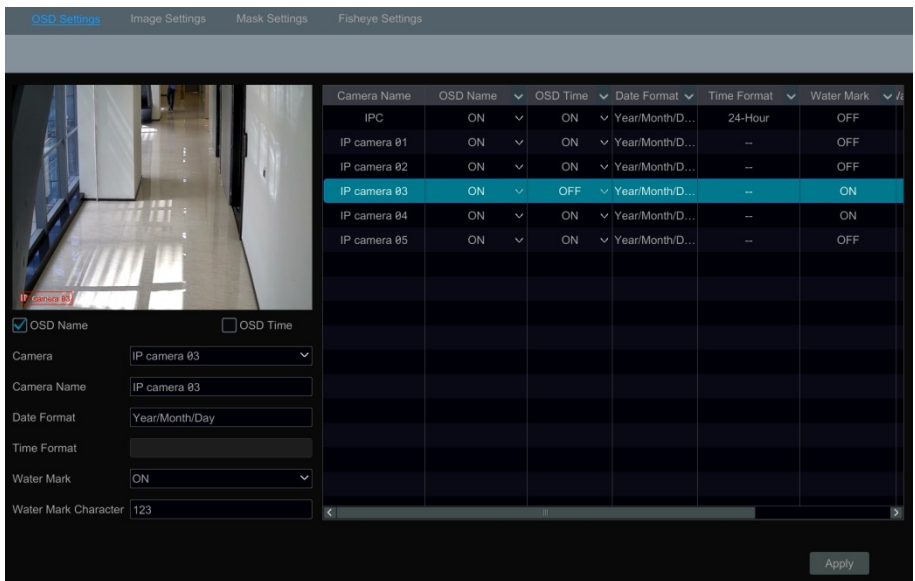 OSD Settings Image Settings Mask Settings Fisheye Settings
Camera Name OSD Name OSD Time Date Format Time Format Water Mark
IPC ON ON Year/Month/D... 24-Hour OFF
IP camera 01 ON ON Year/Month/D... -- OFF
IP camera 02 ON ON Year/Month/D... -- OFF
IP camera 03 ON OFF Year/Month/D... -- ON
IP camera 04 ON ON Year/Month/D... -- ON
IP camera 05 ON ON Year/Month/D... -- OFF
IP camera 03
OSD Name OSD Time
Camera IP camera 03
Camera Name IP camera 03
Date Format Year/Month/Day
Time Format
Water Mark ON
Water Mark Character 123
Apply